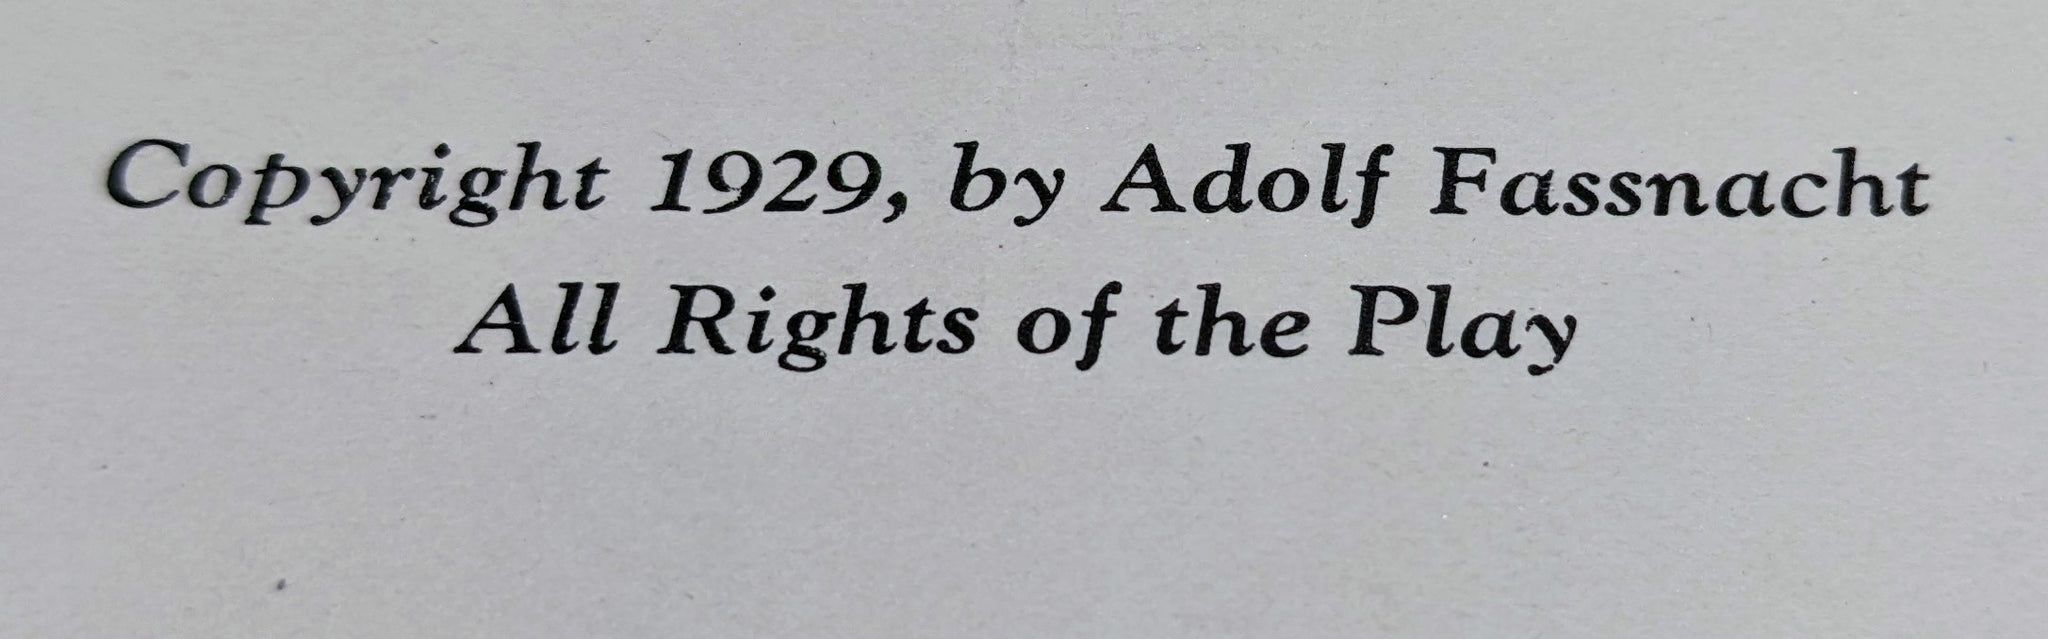 Copyright 1929, by Adolf Fassnacht
All Rights of the Play